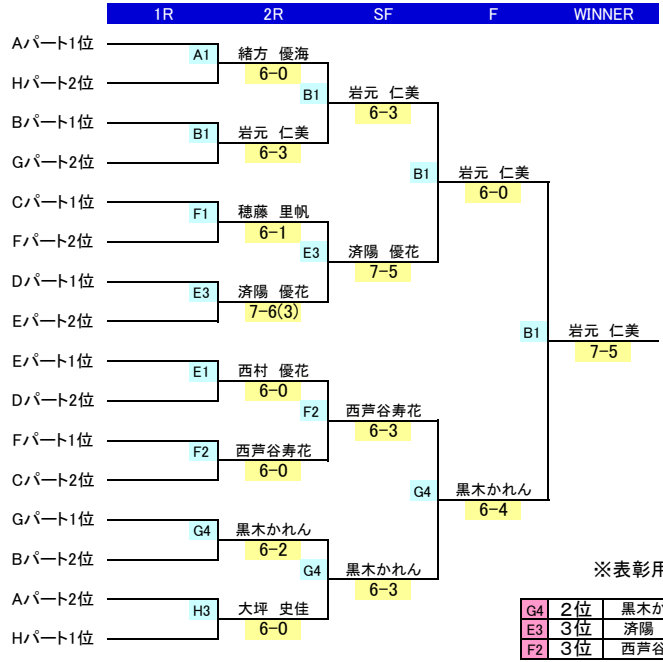 1R 2R SF F WINNER
Aパート1位
A1 緒方 優海
6-0
Hパート2位
B1 岩元 仁美
6-3
Bパート1位
B1 岩元 仁美
6-3
Gパート2位
B1 岩元 仁美
6-0
Cパート1位
F1 穂藤 里帆
6-1
Fパート2位
E3 済陽 優花
7-5
Dパート1位
E3 済陽 優花
7-6(3)
Eパート2位
B1 岩元 仁美
7-5
Eパート1位
E1 西村 優花
6-0
Dパート2位
F2 西芦谷寿花
6-3
Fパート1位
F2 西芦谷寿花
6-0
Cパート2位
G4 黒木かれん
6-4
Gパート1位
G4 黒木かれん
6-2
Bパート2位
G4 黒木かれん
6-3
Aパート2位
H3 大坪 史佳
6-0
Hパート1位
※表彰用
G4 2位 黒木か
E3 3位 済陽
F2 3位 西芦谷